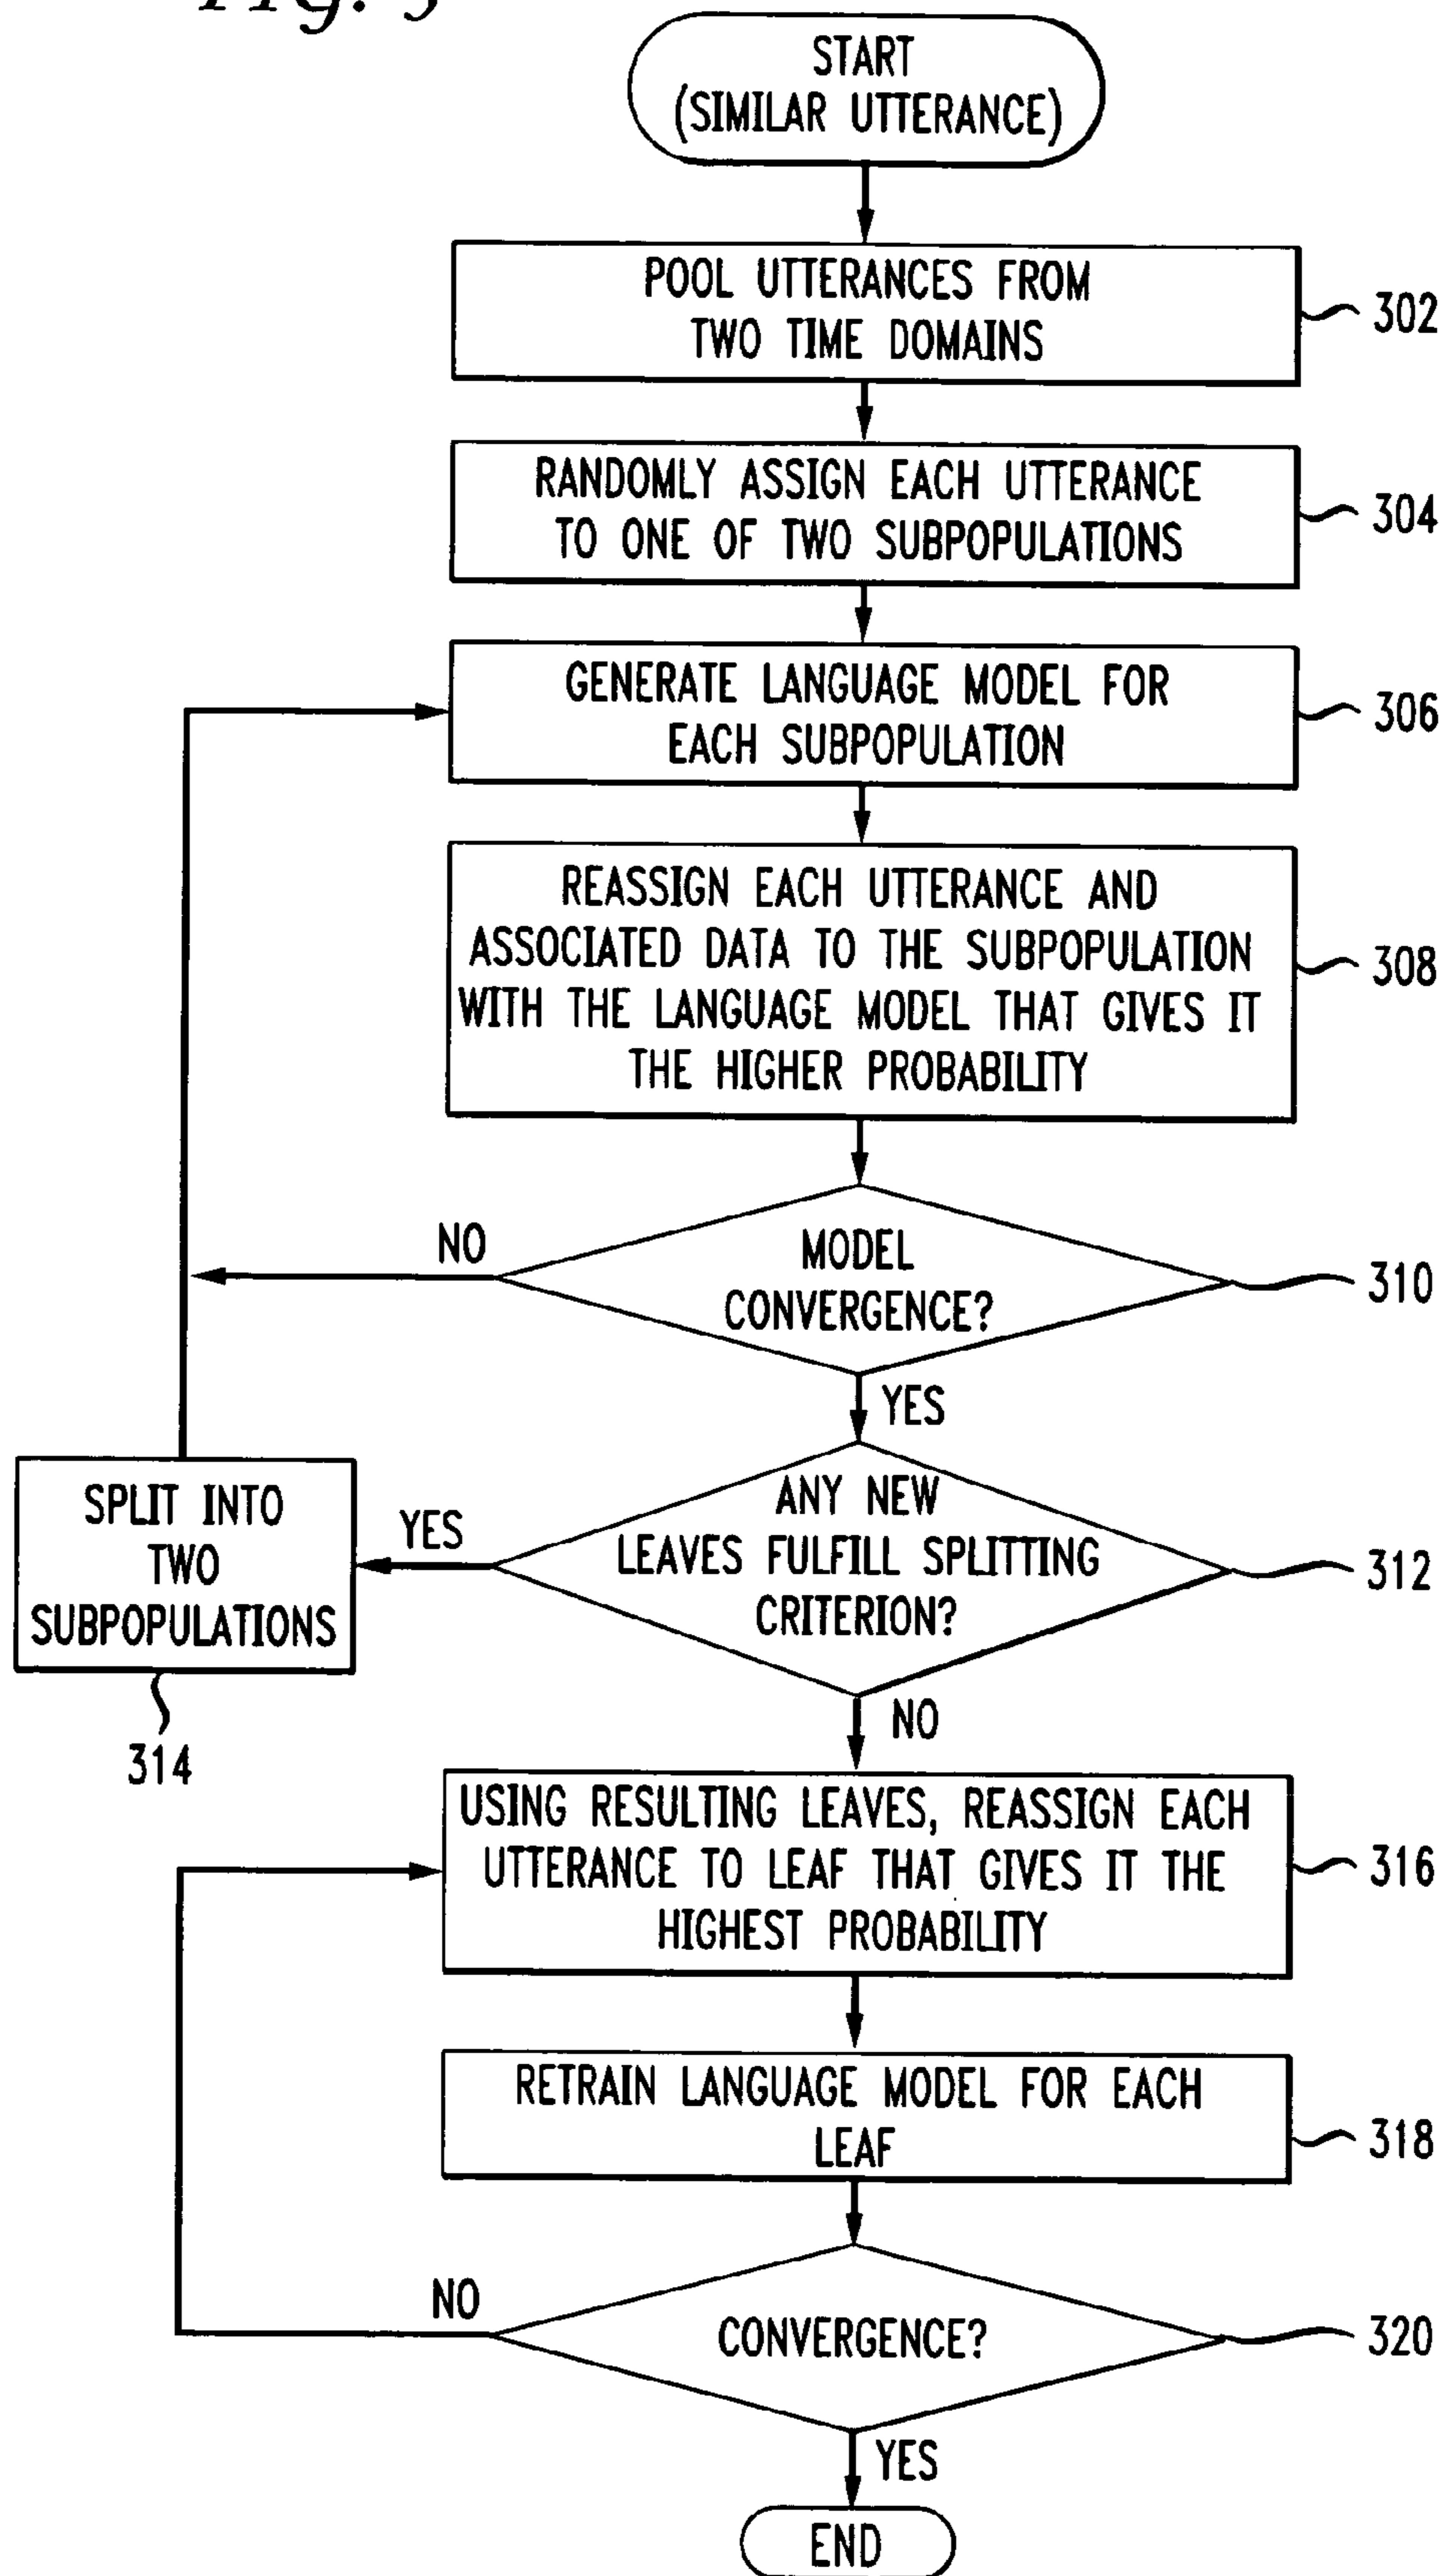 Fig. 3
START
(SIMILAR UTTERANCE)
POOL UTTERANCES FROM
TWO TIME DOMAINS
302
RANDOMLY ASSIGN EACH UTTERANCE
TO ONE OF TWO SUBPOPULATIONS
304
GENERATE LANGUAGE MODEL FOR
EACH SUBPOPULATION
306
REASSIGN EACH UTTERANCE AND
ASSOCIATED DATA TO THE SUBPOPULATION
WITH THE LANGUAGE MODEL THAT GIVES IT
THE HIGHER PROBABILITY
308
NO
MODEL
CONVERGENCE?
310
YES
SPLIT INTO
TWO
SUBPOPULATIONS
314
YES
ANY NEW
LEAVES FULFILL SPLITTING
CRITERION?
312
NO
USING RESULTING LEAVES, REASSIGN EACH
UTTERANCE TO LEAF THAT GIVES IT THE
HIGHEST PROBABILITY
316
RETRAIN LANGUAGE MODEL FOR EACH
LEAF
318
NO
CONVERGENCE?
320
YES
END